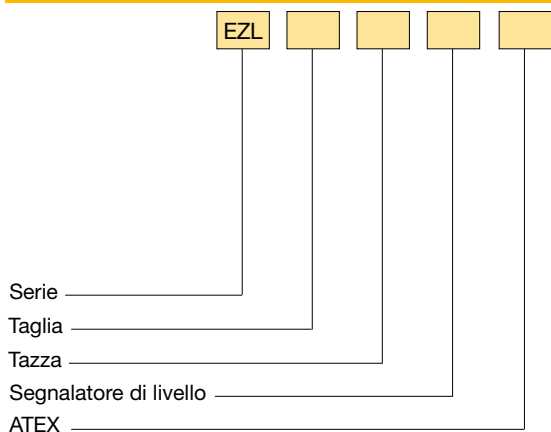 EZL
Serie
Taglia
Tazza
Segnalatore di livello
ATEX